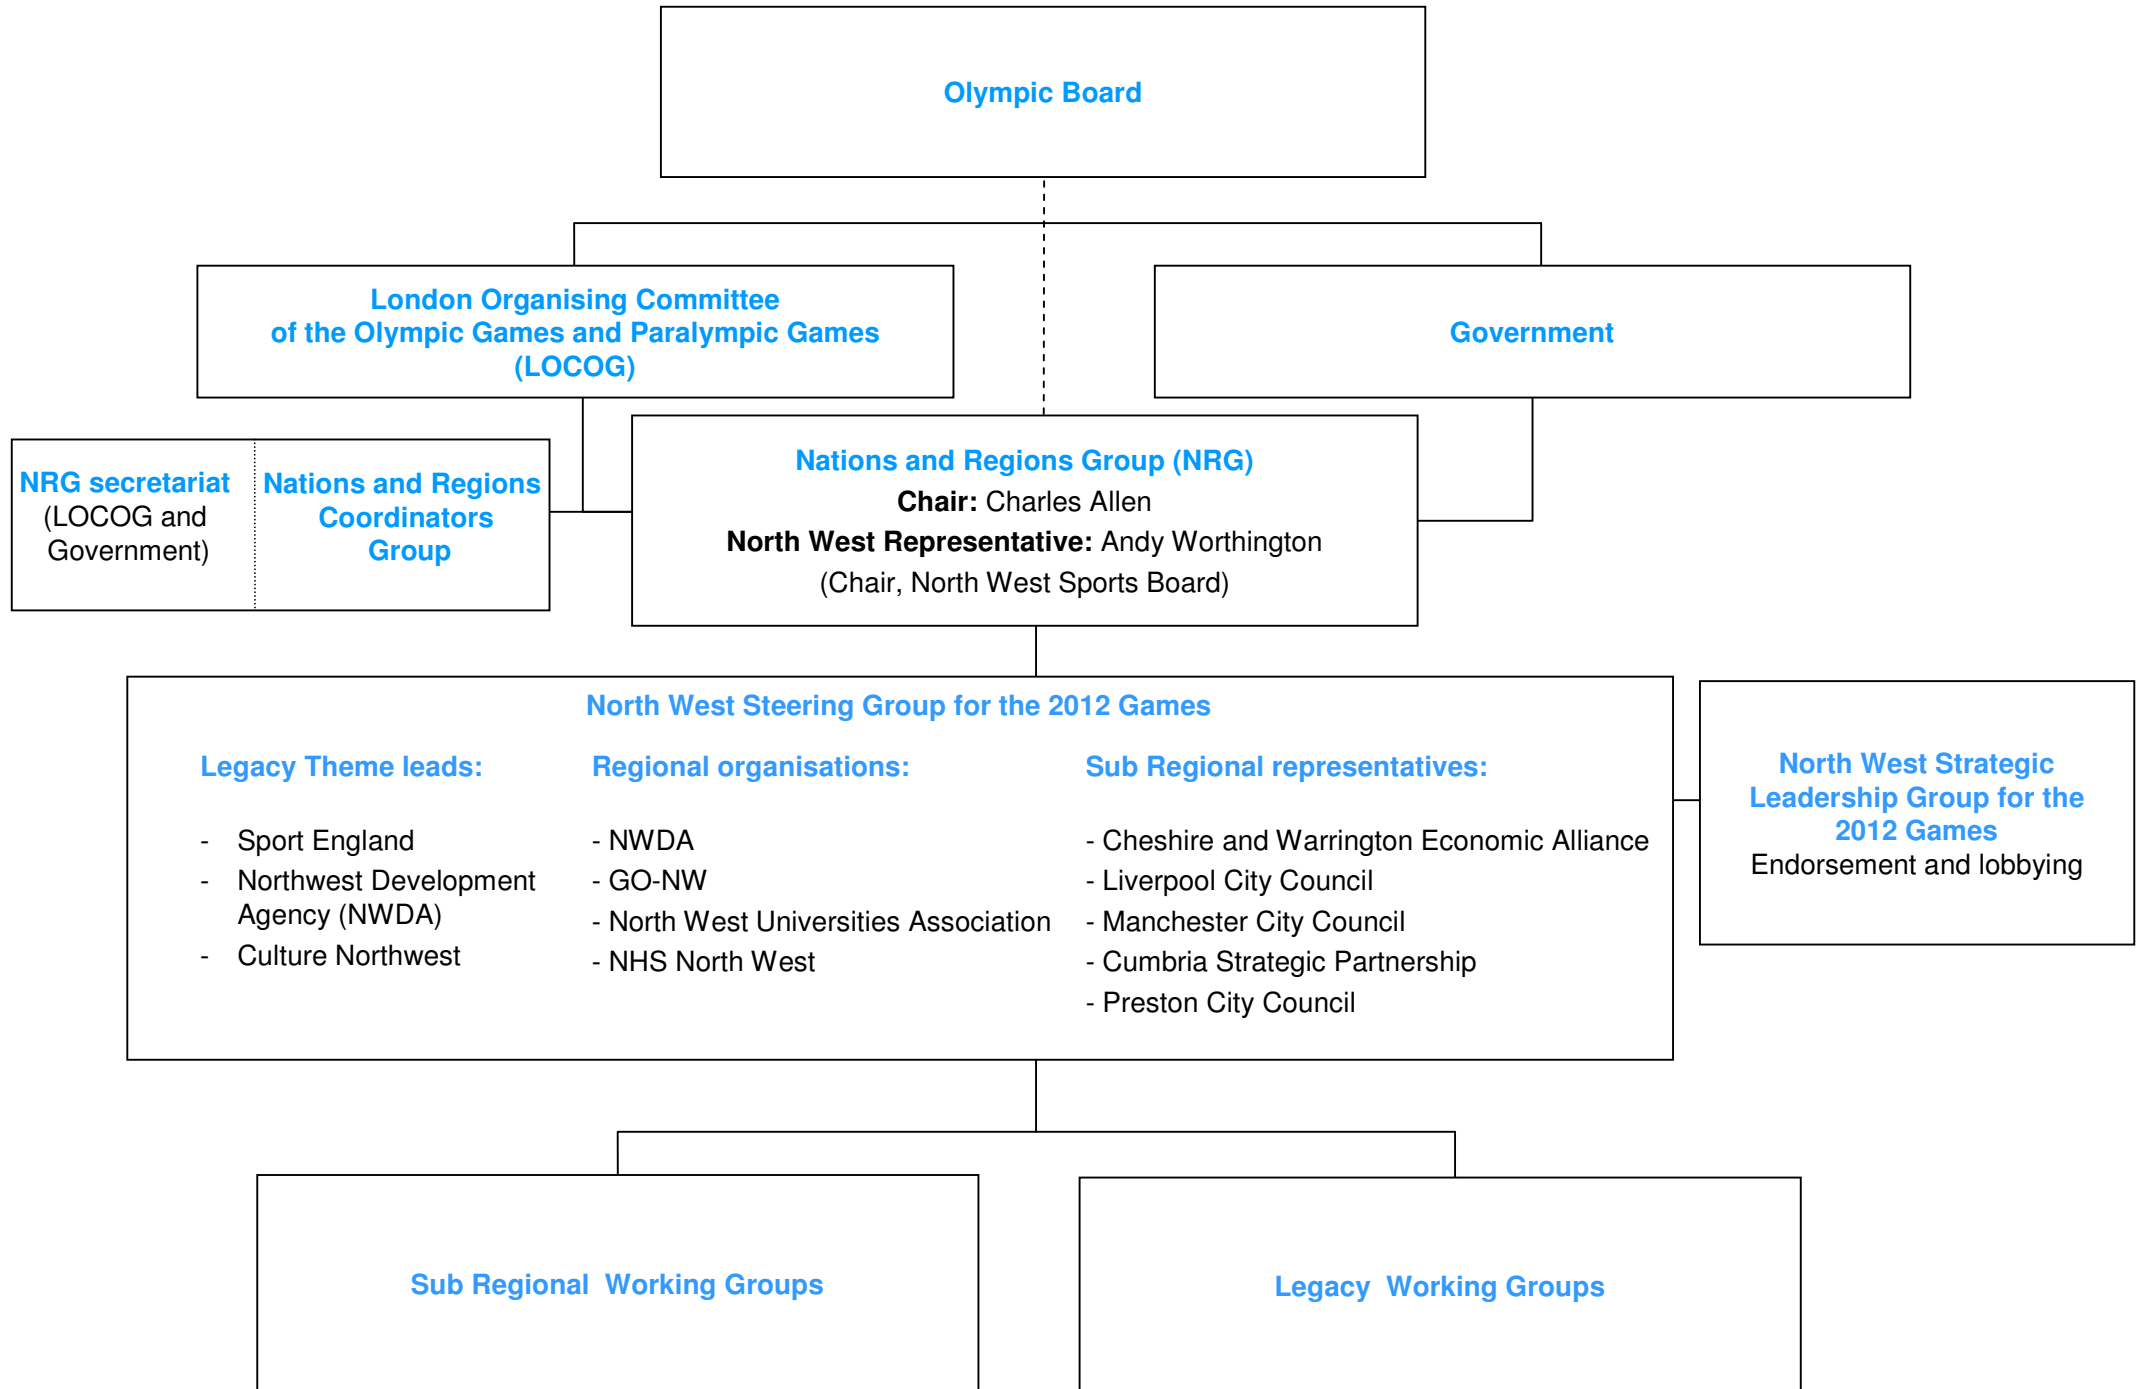 Olympic Board
London Organising Committee
of the Olympic Games and Paralympic Games
(LOCOG)
Government
NRG secretariat
(LOCOG and
Government)
Nations and Regions
Coordinators
Group
Nations and Regions Group (NRG)
Chair: Charles Allen
North West Representative: Andy Worthington
(Chair, North West Sports Board)
North West Steering Group for the 2012 Games
Legacy Theme leads:
- Sport England
- Northwest Development
Agency (NWDA)
- Culture Northwest
Regional organisations:
- NWDA
- GO-NW
- North West Universities Association
- NHS North West
Sub Regional representatives:
- Cheshire and Warrington Economic Alliance
- Liverpool City Council
- Manchester City Council
- Cumbria Strategic Partnership
- Preston City Council
North West Strategic
Leadership Group for the
2012 Games
Endorsement and lobbying
Sub Regional  Working Groups
Legacy  Working Groups